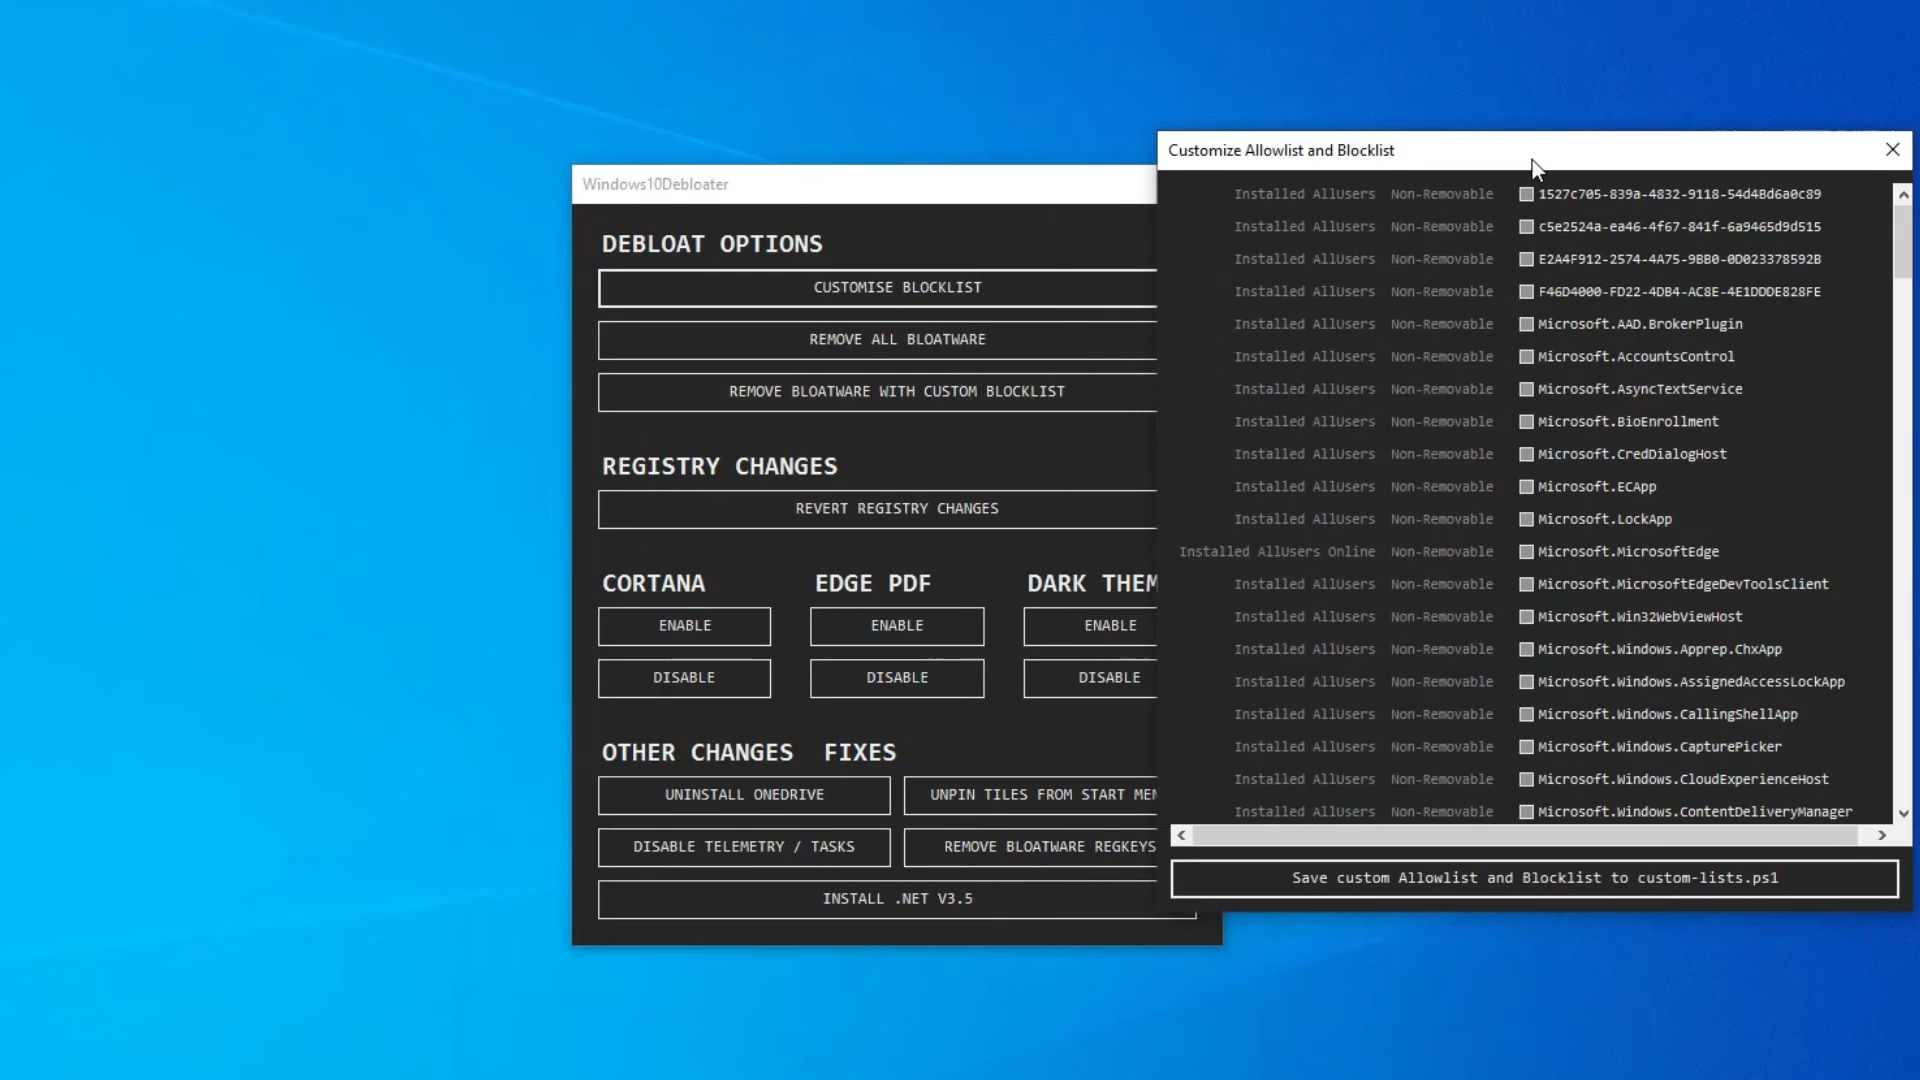 Windows10Debloater
DEBLOAT OPTIONS
CUSTOMISE BLOCKLIST
REMOVE ALL BLOATWARE
REMOVE BLOATWARE WITH CUSTOM BLOCKLIST
REGISTRY CHANGES
REVERT REGISTRY CHANGES
CORTANA EDGE PDF DARK THEM
ENABLE ENABLE ENABLE
DISABLE DISABLE DISABLE
OTHER CHANGES FIXES
UNINSTALL ONEDRIVE UNPIN TILES FROM START MEN
DISABLE TELEMETRY / TASKS REMOVE BLOATWARE REGKEYS
INSTALL .NET V3.5
Customize Allowlist and Blocklist
Installed AllUsers Non-Removable 1527c705-839a-4832-9118-54d4Bd6a0c89
Installed AllUsers Non-Removable c5e2524a-ea46-4f67-841f-6a9465d9d515
Installed AllUsers Non-Removable E2A4F912-2574-4A75-9BB0-0D023378592B
Installed AllUsers Non-Removable F46D4000-FD22-4DB4-AC8E-4E1DDDE828FE
Installed AllUsers Non-Removable Microsoft.AAD.BrokerPlugin
Installed AllUsers Non-Removable Microsoft.AccountsControl
Installed AllUsers Non-Removable Microsoft.AsyncTextService
Installed AllUsers Non-Removable Microsoft.BioEnrollment
Installed AllUsers Non-Removable Microsoft.CredDialogHost
Installed AllUsers Non-Removable Microsoft.ECApp
Installed AllUsers Non-Removable Microsoft.LockApp
Installed AllUsers Online Non-Removable Microsoft.MicrosoftEdge
Installed AllUsers Non-Removable Microsoft.MicrosoftEdgeDevToolsClient
Installed AllUsers Non-Removable Microsoft.Win32WebViewHost
Installed AllUsers Non-Removable Microsoft.Windows.Apprep.ChxApp
Installed AllUsers Non-Removable Microsoft.Windows.AssignedAccessLockApp
Installed AllUsers Non-Removable Microsoft.Windows.CallingShellApp
Installed AllUsers Non-Removable Microsoft.Windows.CapturePicker
Installed AllUsers Non-Removable Microsoft.Windows.CloudExperienceHost
Installed AllUsers Non-Removable Microsoft.Windows.ContentDeliveryManager
Save custom Allowlist and Blocklist to custom-lists.ps1